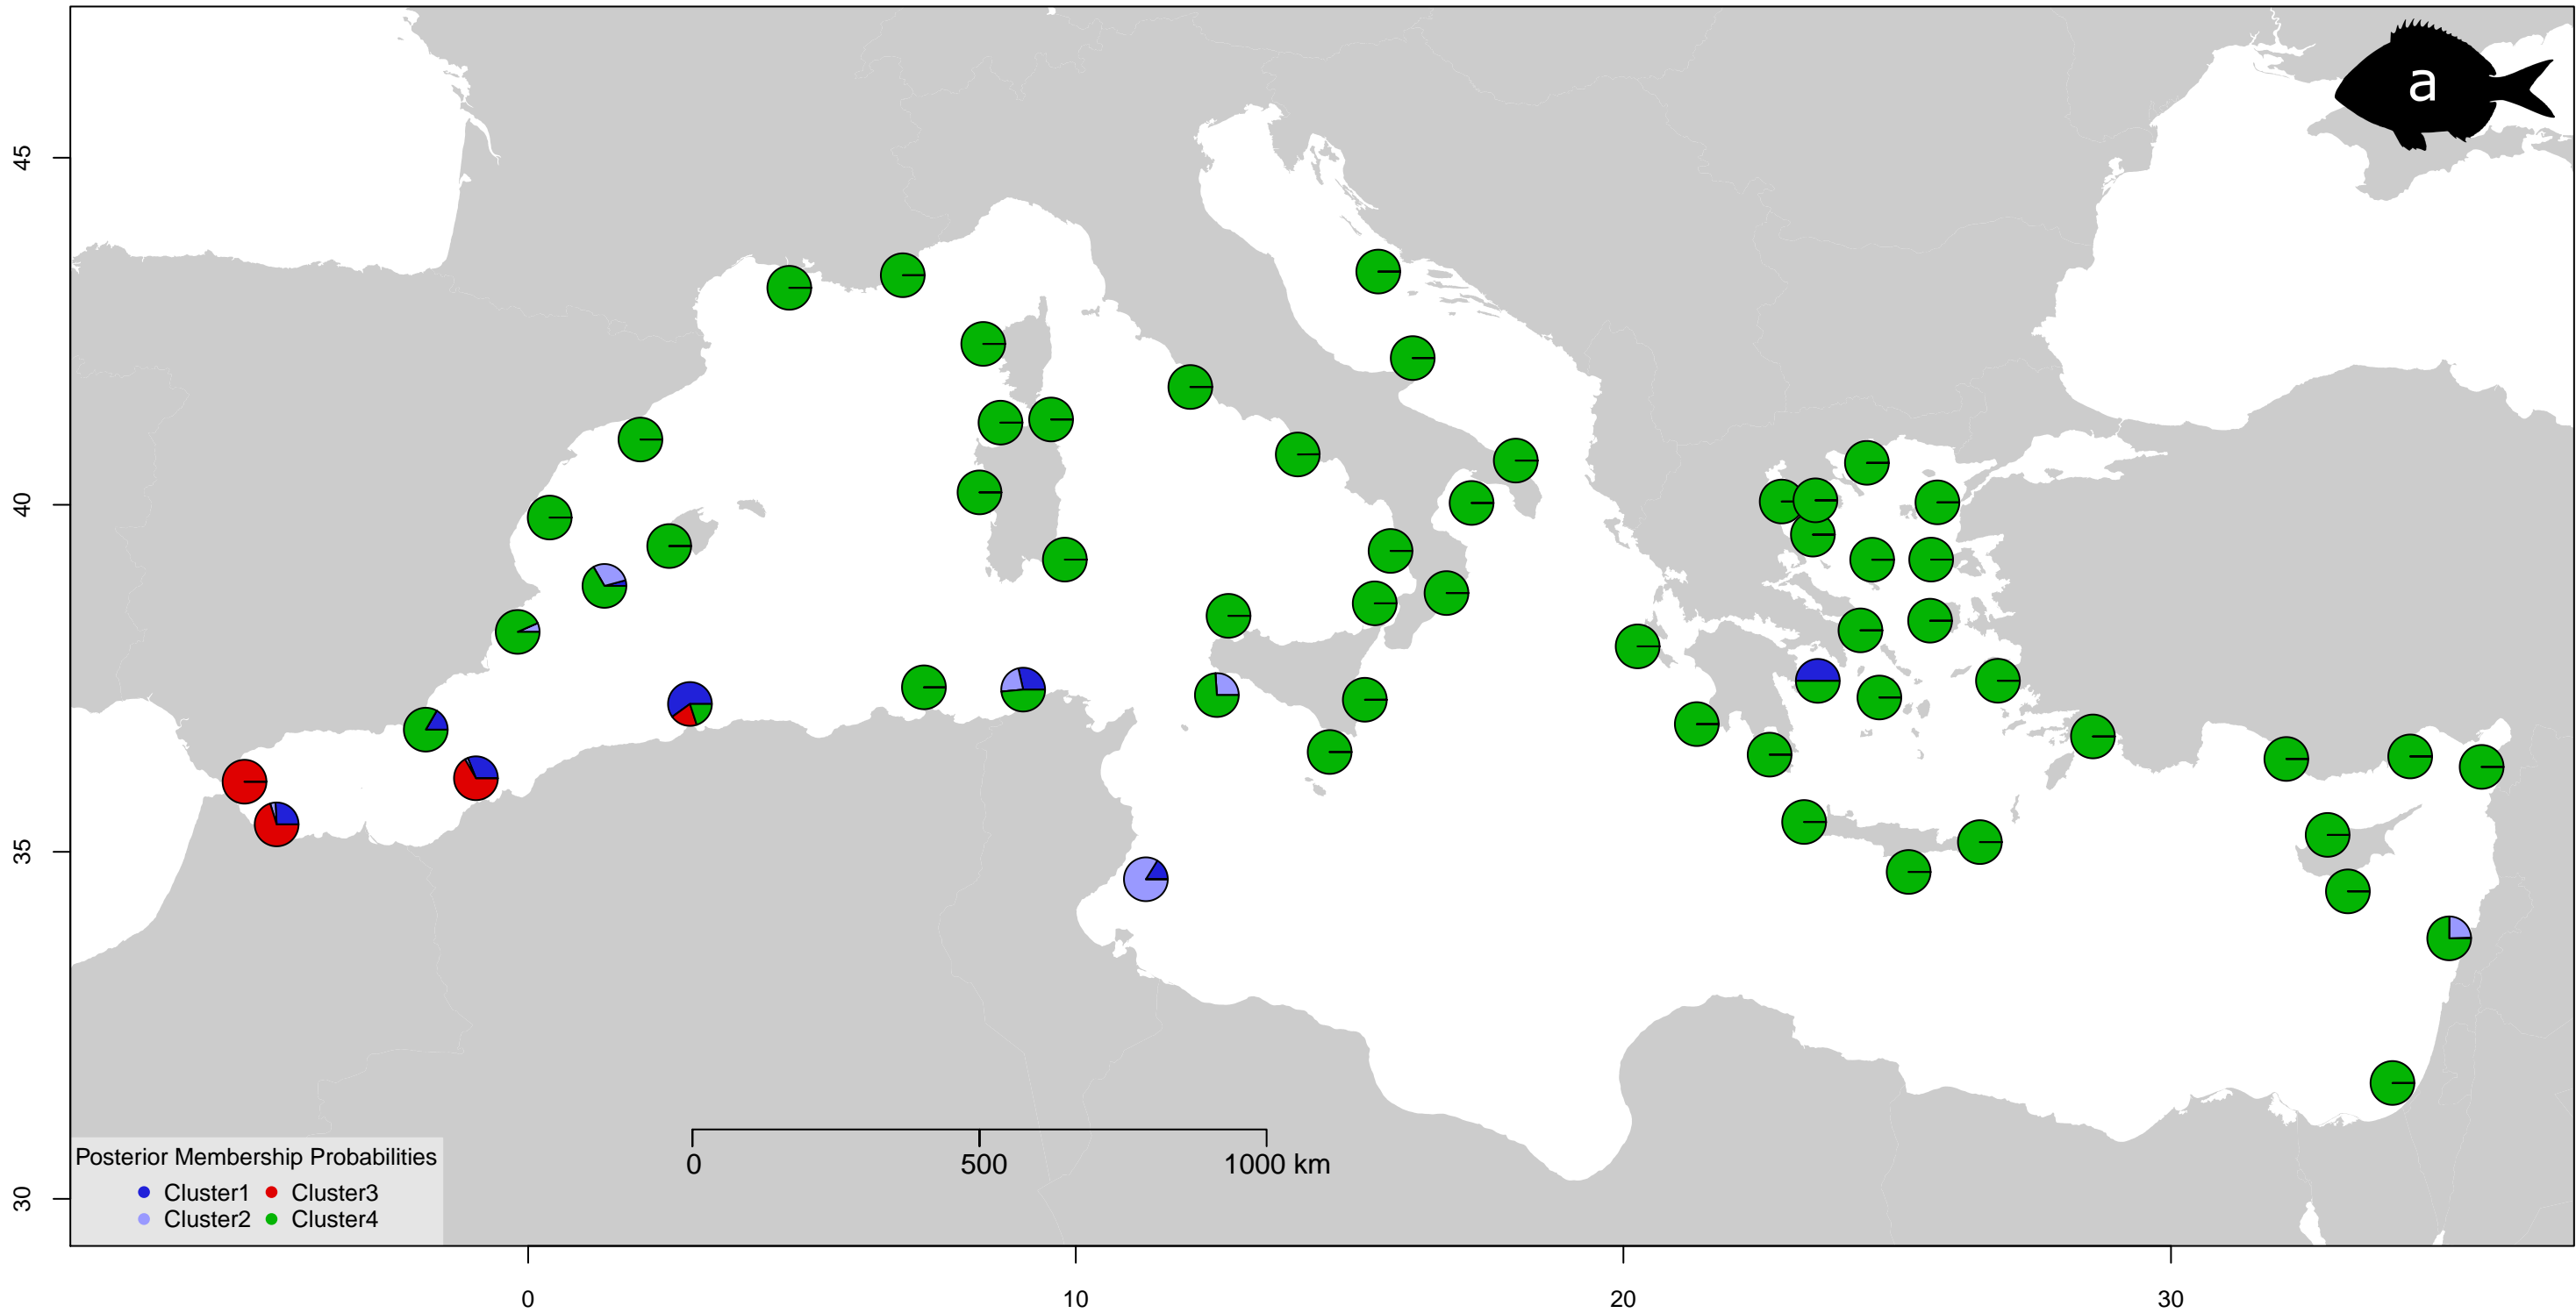 a
45
40
35
30
0 500 1000 km
Posterior Membership Probabilities
Cluster1 Cluster3
Cluster2 Cluster4
0 10 20 30